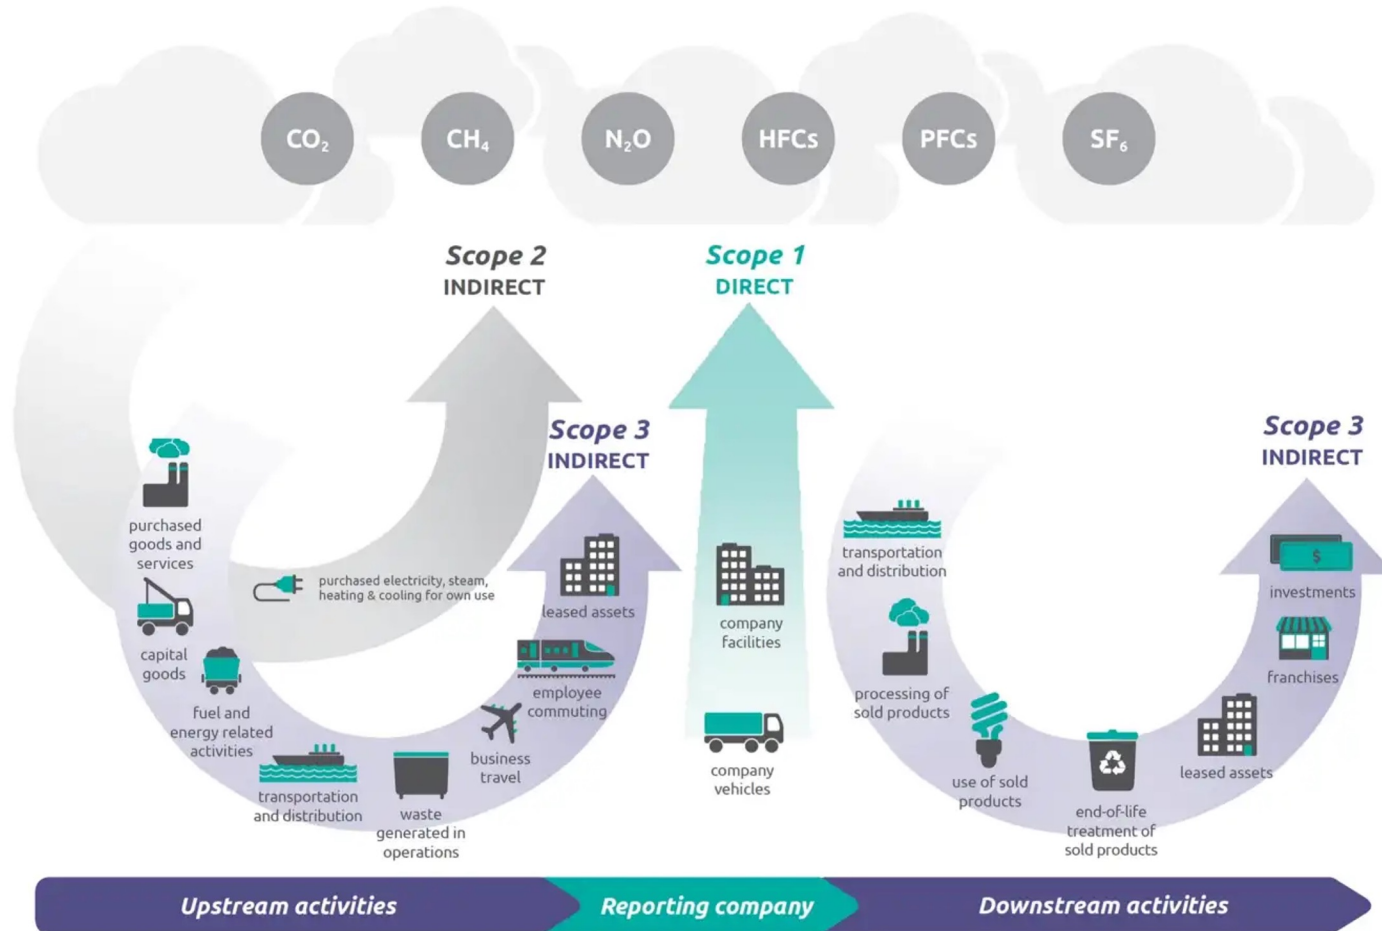 CO₂
CH₄
N₂O
HFCs
PFCs
SF₆
Scope 2
INDIRECT
Scope 1
DIRECT
Scope 3
INDIRECT
Scope 3
INDIRECT
purchased
goods and
services
capital
goods
fuel and
energy related
activities
transportation
and distribution
waste
generated in
operations
business
travel
employee
commuting
leased assets
purchased electricity, steam,
heating & cooling for own use
company
facilities
company
vehicles
transportation
and distribution
processing of
sold products
use of sold
products
end-of-life
treatment of
sold products
leased assets
franchises
$
investments
Upstream activities
Reporting company
Downstream activities